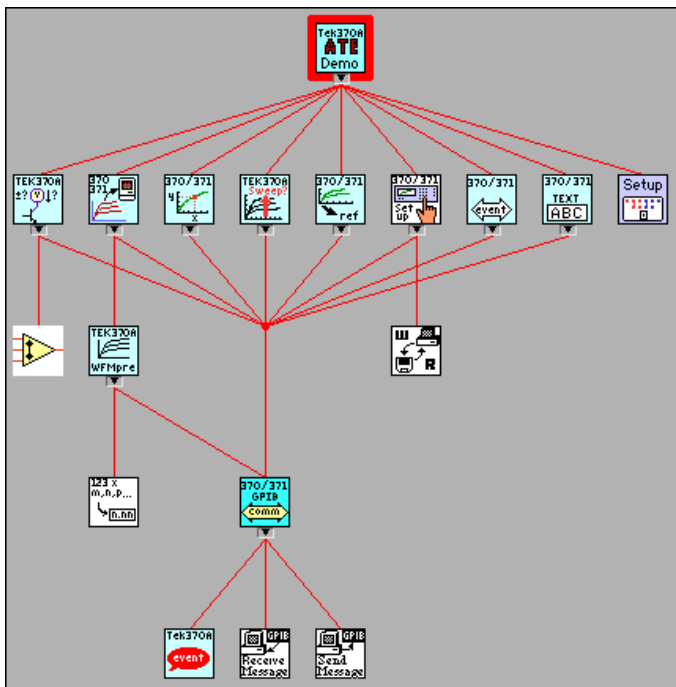 Tek370A
ATE
Demo
TEK370A
±?
V
↓?
370
371
370/371
y
x
TEK370A
Sweep?
370/371
ref
370/371
Set
up
370/371
event
370/371
TEXT
ABC
Setup
TEK370A
WFMpre
W
R
123 x
m,n,p...
n.nn
370/371
GPIB
comm
Tek370A
event
GPIB
Receive
Message
GPIB
Send
Message